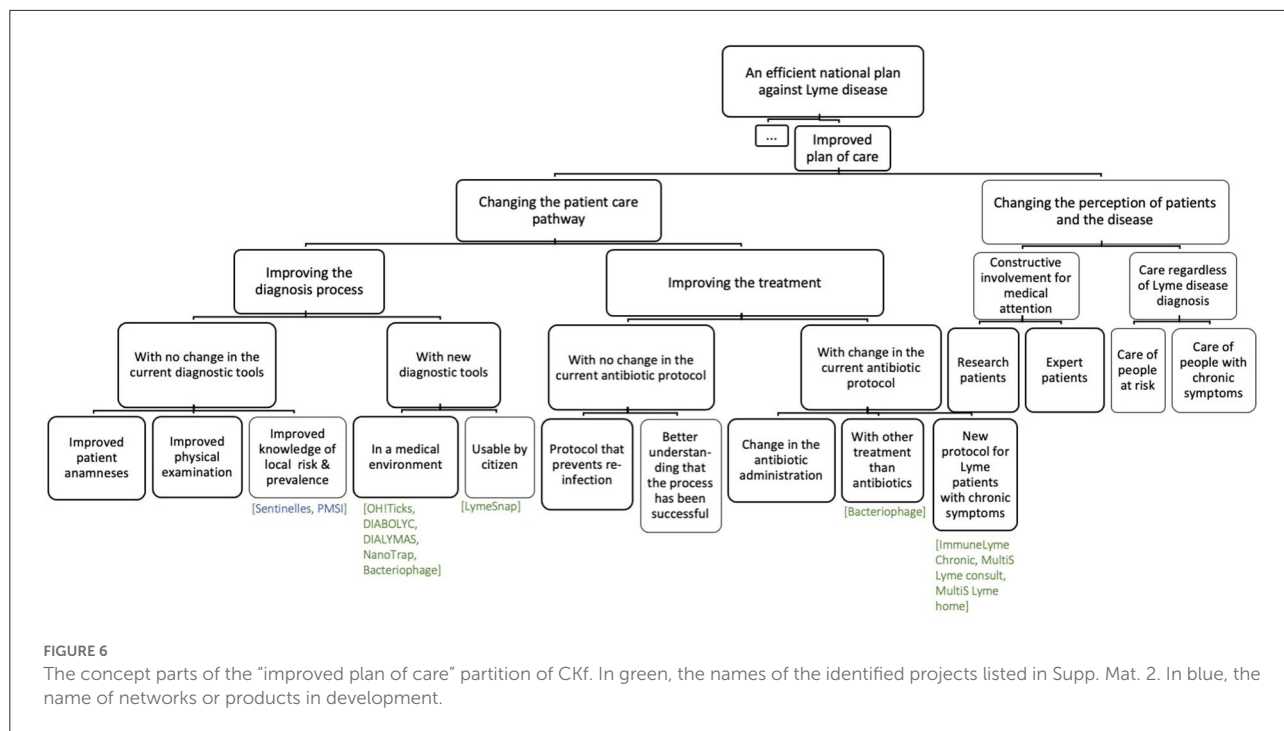 An efficient national plan
against Lyme disease
...
Improved
plan of care
Changing the patient care
pathway
Changing the perception of patients
and the disease
Improving the
diagnosis process
Improving the treatment
Constructive
involvement for
medical
attention
Care regardless
of Lyme disease
diagnosis
With no change in the
current diagnostic tools
With new
diagnostic tools
With no change in the
current antibiotic protocol
With change in the
current antibiotic
protocol
Research
patients
Expert
patients
Care of
people
at risk
Care of
people with
chronic
symptoms
Improved
patient
anamneses
Improved
physical
examination
Improved
knowledge of
local risk &
prevalence
[Sentinelles, PMSI]
In a medical
environment
[OH!Ticks,
DIABOLYC,
DIALYMAS,
NanoTrap,
Bacteriophage]
Usable by
citizen
[LymeSnap]
Protocol that
prevents re-
infection
Better
understan-
ding that
the process
has been
successful
Change in the
antibiotic
administration
With other
treatment
than
antibiotics
[Bacteriophage]
New
protocol for
Lyme
patients
with chronic
symptoms
[ImmuneLyme
Chronic, MultiS
Lyme consult,
MultiS Lyme
home]
FIGURE 6
The concept parts of the “improved plan of care” partition of CKf. In green, the names of the identified projects listed in Supp. Mat. 2. In blue, the
name of networks or products in development.